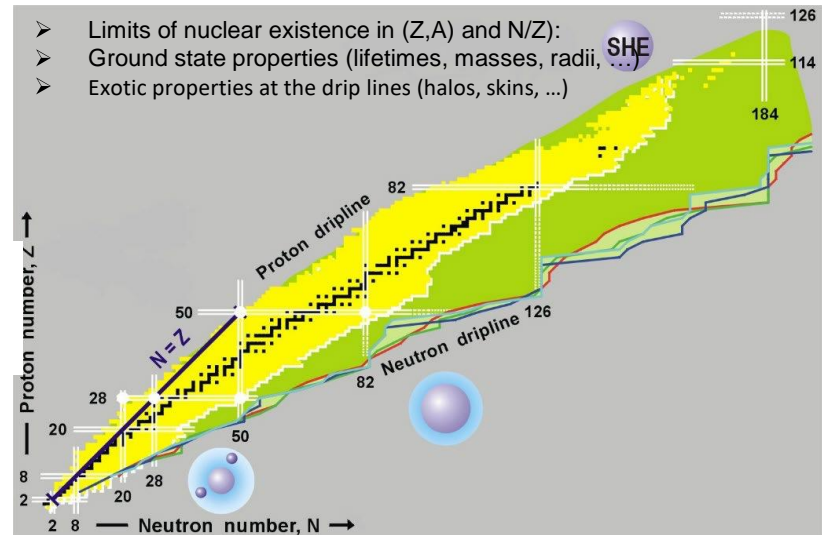 ➢ Limits of nuclear existence in (Z,A) and N/Z:
➢ Ground state properties (lifetimes, masses, radii, …)
➢ Exotic properties at the drip lines (halos, skins, …)
SHE
126
114
184
82
Proton dripline
126
50
N=Z
Neutron dripline
82
28
50
20
28
8
20
2
2 8
Proton number, Z
Neutron number, N